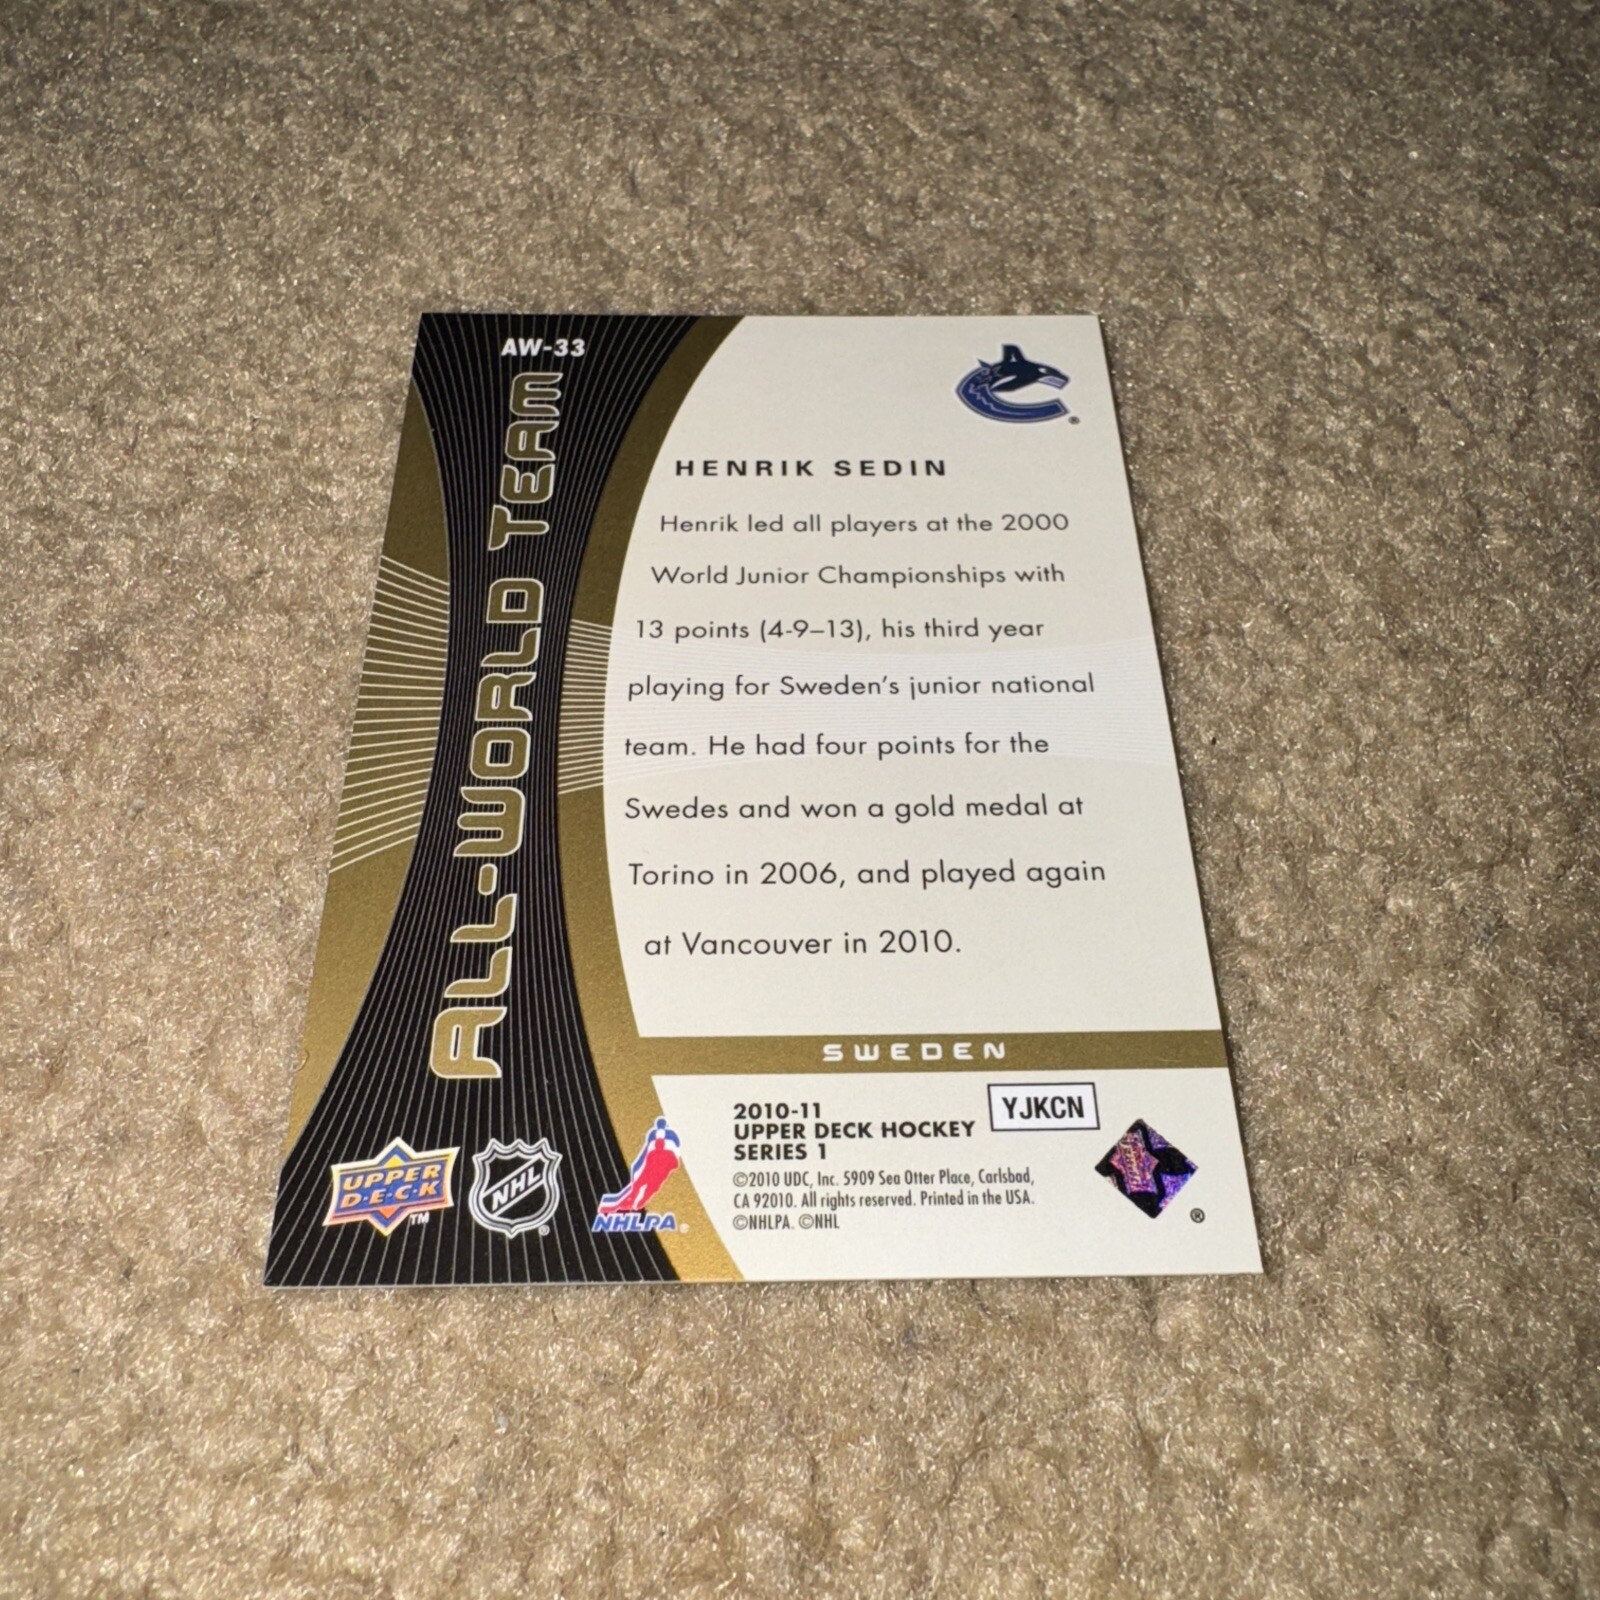 AW-33
ALL-WORLD TEAM
HENRIK SEDIN
Henrik led all players at the 2000
World Junior Championships with
13 points (4-9–13), his third year
playing for Sweden's junior national
team. He had four points for the
Swedes and won a gold medal at
Torino in 2006, and played again
at Vancouver in 2010.
SWEDEN
2010-11
UPPER DECK HOCKEY
SERIES 1
YJKCN
©2010 UDC, Inc. 5909 Sea Otter Place, Carlsbad,
CA 92010. All rights reserved. Printed in the USA.
©NHLPA. ©NHL
UPPER
D·E·C·K
TM
NHL
®
NHLPA
®
®
®